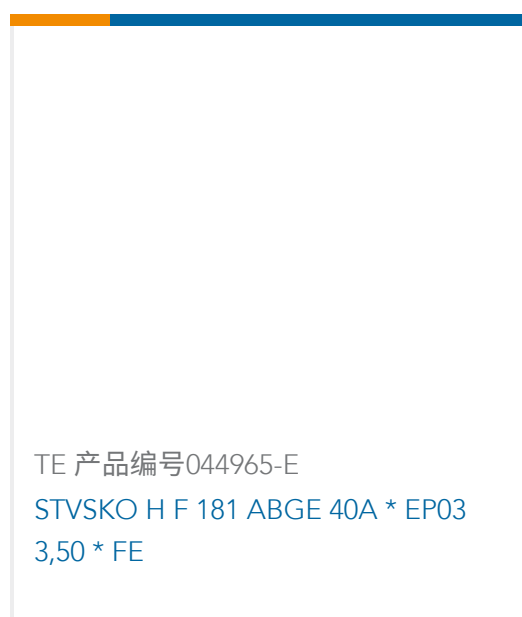 TE 产品编号044965-E
STVSKO H F 181 ABGE 40A * EP03
3,50 * FE